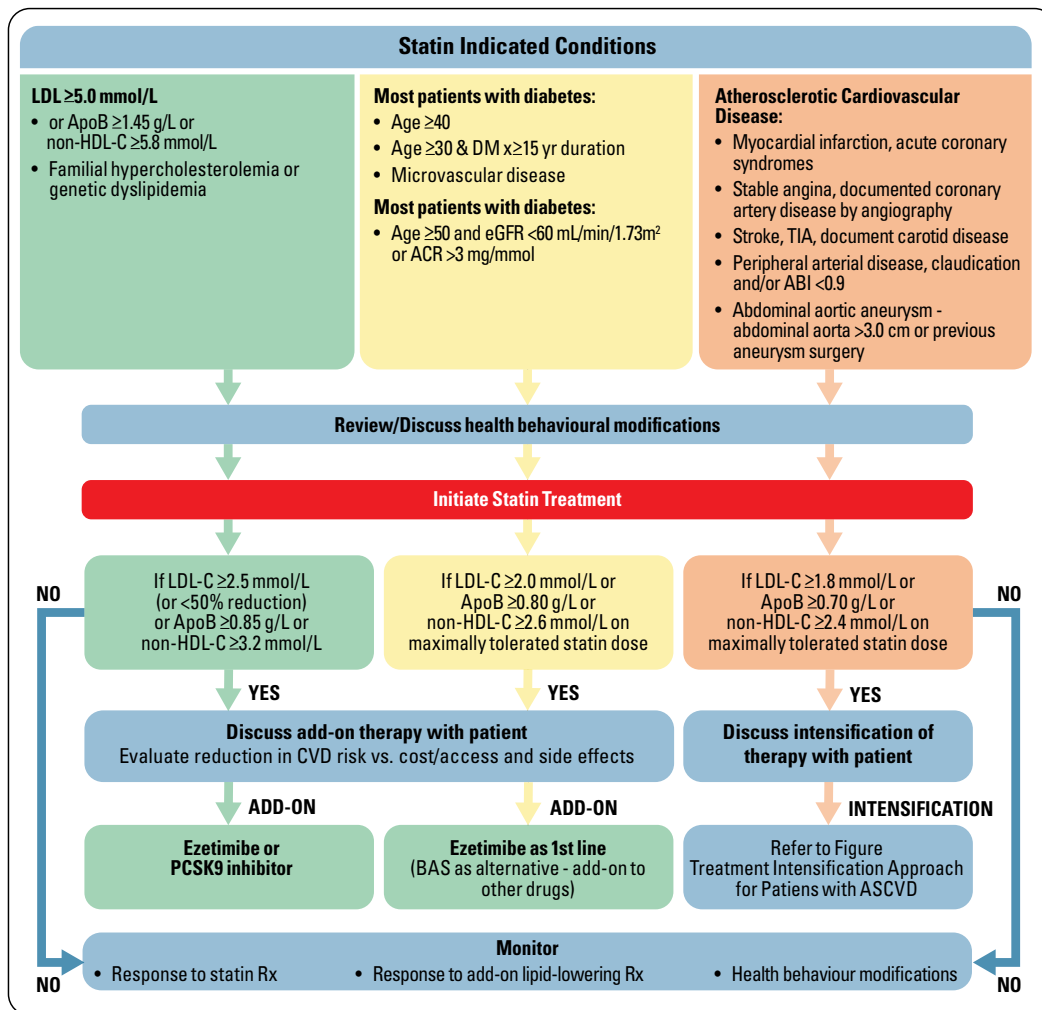 Statin Indicated Conditions
LDL ≥5.0 mmol/L
• or ApoB ≥1.45 g/L or
non-HDL-C ≥5.8 mmol/L
• Familial hypercholesterolemia or
genetic dyslipidemia
Most patients with diabetes:
• Age ≥40
• Age ≥30 & DM x≥15 yr duration
• Microvascular disease
Most patients with diabetes:
• Age ≥50 and eGFR <60 mL/min/1.73m²
or ACR >3 mg/mmol
Atherosclerotic Cardiovascular
Disease:
• Myocardial infarction, acute coronary
syndromes
• Stable angina, documented coronary
artery disease by angiography
• Stroke, TIA, document carotid disease
• Peripheral arterial disease, claudication
and/or ABI <0.9
• Abdominal aortic aneurysm -
abdominal aorta >3.0 cm or previous
aneurysm surgery
Review/Discuss health behavioural modifications
Initiate Statin Treatment
NO
If LDL-C ≥2.5 mmol/L
(or <50% reduction)
or ApoB ≥0.85 g/L or
non-HDL-C ≥3.2 mmol/L
If LDL-C ≥2.0 mmol/L or
ApoB ≥0.80 g/L or
non-HDL-C ≥2.6 mmol/L on
maximally tolerated statin dose
If LDL-C ≥1.8 mmol/L or
ApoB ≥0.70 g/L or
non-HDL-C ≥2.4 mmol/L on
maximally tolerated statin dose
NO
YES
YES
YES
Discuss add-on therapy with patient
Evaluate reduction in CVD risk vs. cost/access and side effects
Discuss intensification of
therapy with patient
ADD-ON
ADD-ON
INTENSIFICATION
Ezetimibe or
PCSK9 inhibitor
Ezetimibe as 1st line
(BAS as alternative - add-on to
other drugs)
Refer to Figure
Treatment Intensification Approach
for Patiens with ASCVD
Monitor
NO
• Response to statin Rx
• Response to add-on lipid-lowering Rx
• Health behaviour modifications
NO